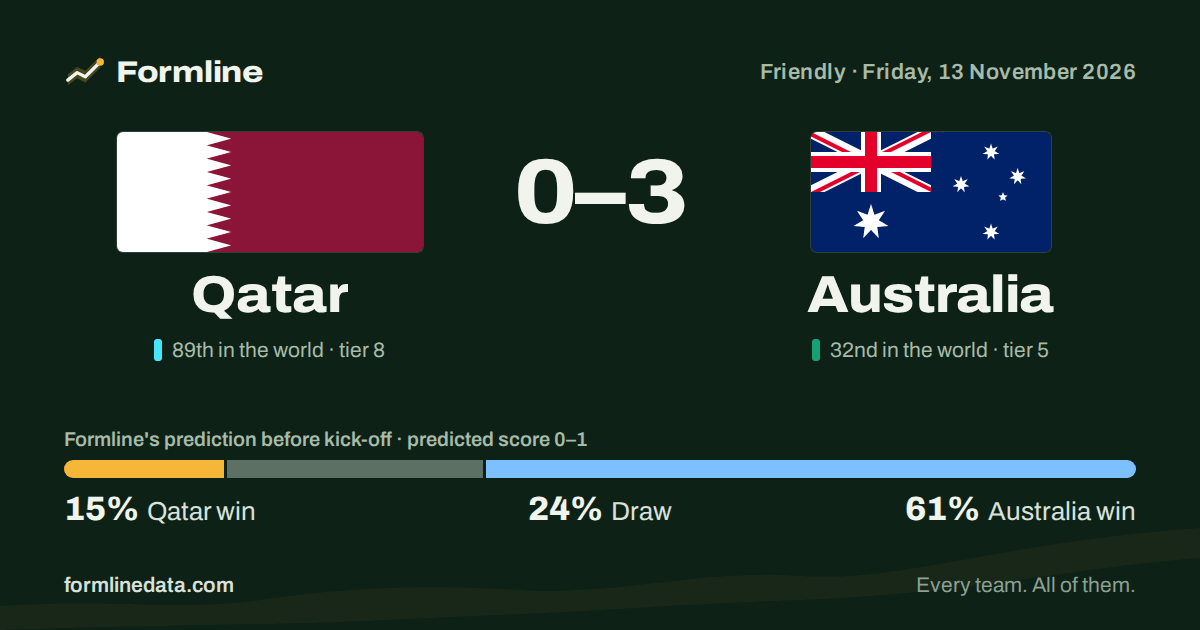 Formline
Friendly · Friday, 13 November 2026
0–3
Qatar
Australia
89th in the world · tier 8
32nd in the world · tier 5
Formline's prediction before kick-off · predicted score 0–1
15% Qatar win
24% Draw
61% Australia win
formlinedata.com
Every team. All of them.